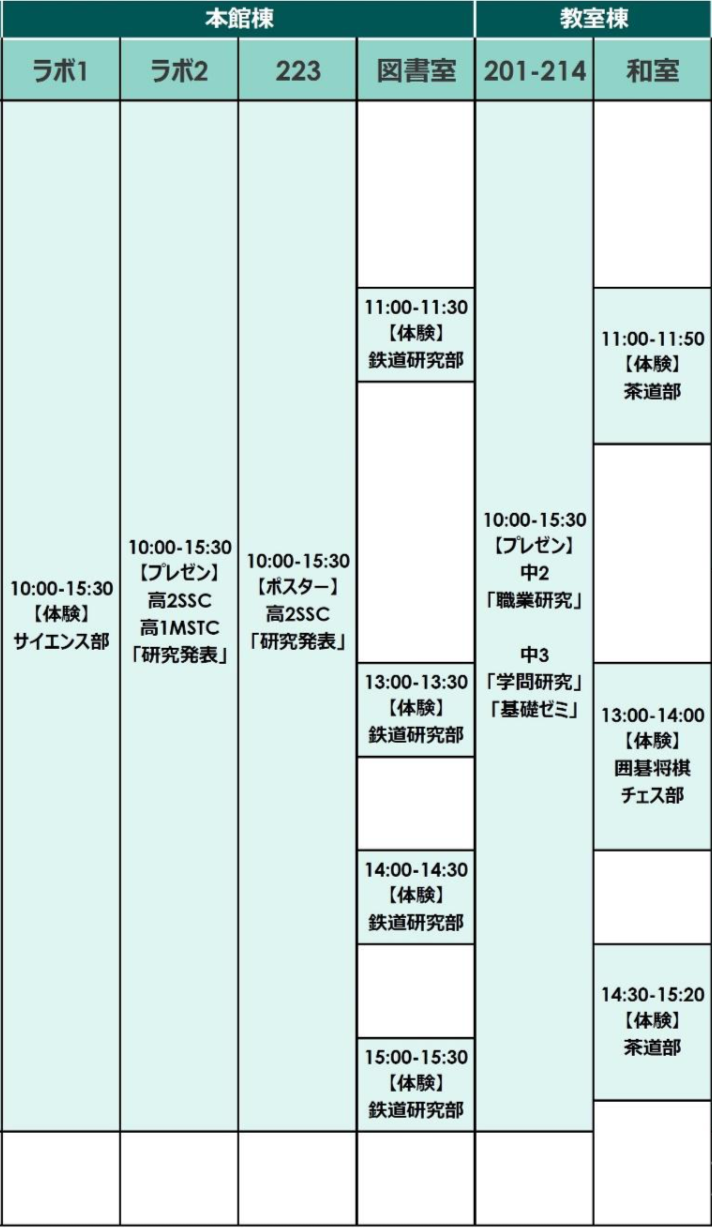 本館棟
教室棟
ラボ1
ラボ2
223
図書室
201-214
和室
10:00-15:30
【体験】
サイエンス部
10:00-15:30
【プレゼン】
高2SSC
高1MSTC
「研究発表」
10:00-15:30
【ポスター】
高2SSC
「研究発表」
11:00-11:30
【体験】
鉄道研究部
13:00-13:30
【体験】
鉄道研究部
14:00-14:30
【体験】
鉄道研究部
15:00-15:30
【体験】
鉄道研究部
10:00-15:30
【プレゼン】
中2
「職業研究」
中3
「学問研究」
「基礎ゼミ」
11:00-11:50
【体験】
茶道部
13:00-14:00
【体験】
囲碁将棋
チェス部
14:30-15:20
【体験】
茶道部